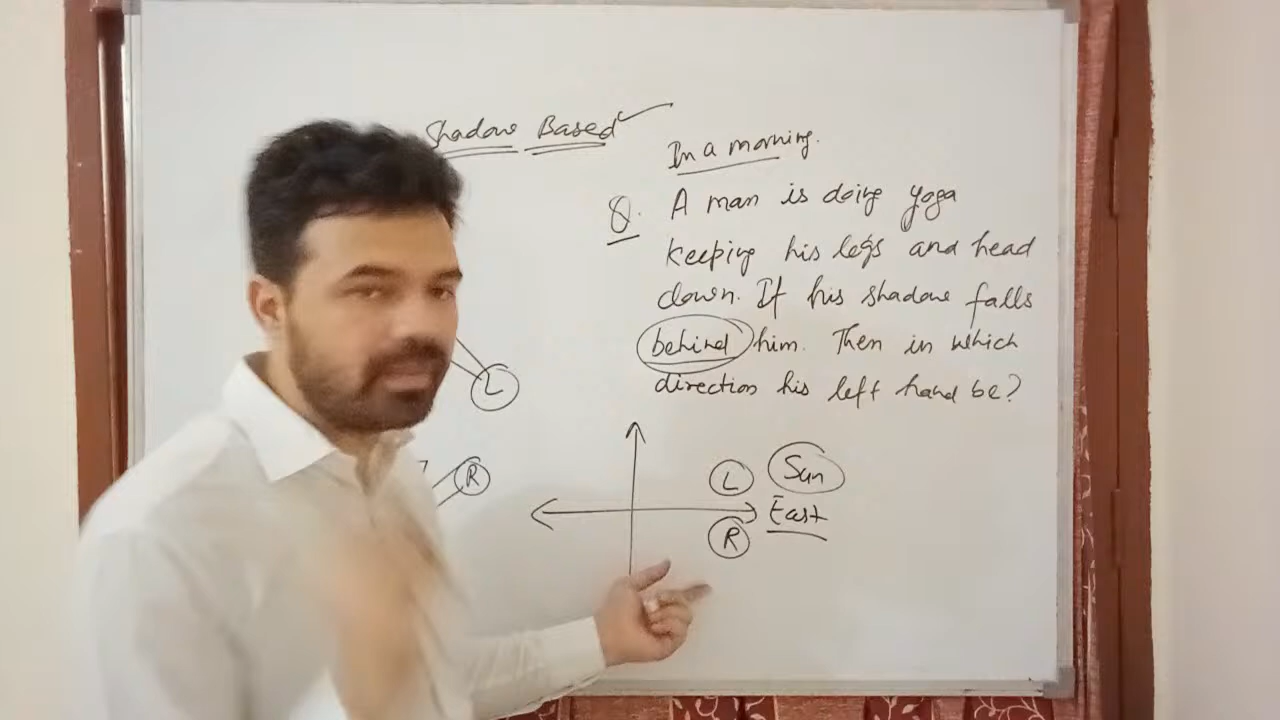 Shadow Based
In a morning.
Q. A man is doing yoga
keeping his legs and head
down. If his shadow falls
behind him. Then in which
direction his left hand be?
L
R
L
Sun
East
R